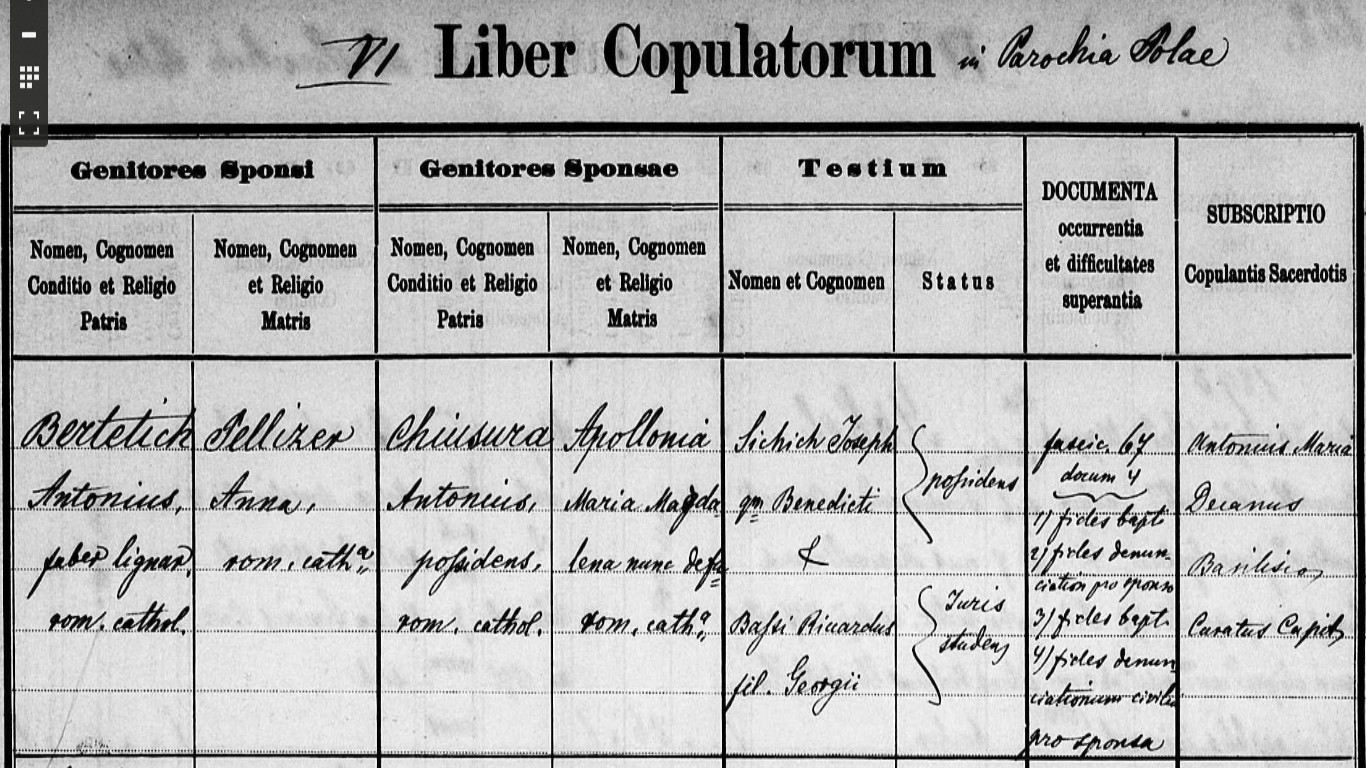 VI Liber Copulatorum in Parochia Polae
Genitores Sponsi
Genitores Sponsae
Testium
DOCUMENTA
occurrentia
et difficultates
superantia
SUBSCRIPTIO
Copulantis Sacerdotis
Nomen, Cognomen
Conditio et Religio
Patris
Nomen, Cognomen
et Religio
Matris
Nomen, Cognomen
Conditio et Religio
Patris
Nomen, Cognomen
et Religio
Matris
Nomen et Cognomen
Status
Bertetich
Antonius,
faber lignar.
rom. cathol.
Pellizer
Anna,
rom. cathᵃ„
Chiusura
Antonius,
possidens,
rom. cathol.
Apollonia
Maria Magda
lena nunc defu
rom. cathᵃ„
Sichich Joseph
qm Benedicti
&
Bassi Ricardus
fil. Georgii
possidens
Juris
studens
fascic. 67
docum 4
1) fides bapt.
2) fides denun
ciation pro sponso
3) fides bapt.
4) fides denun
ciationum civilis
pro sponsa
Antonius Maria
Decanus
Basilisco
Curatus Capit